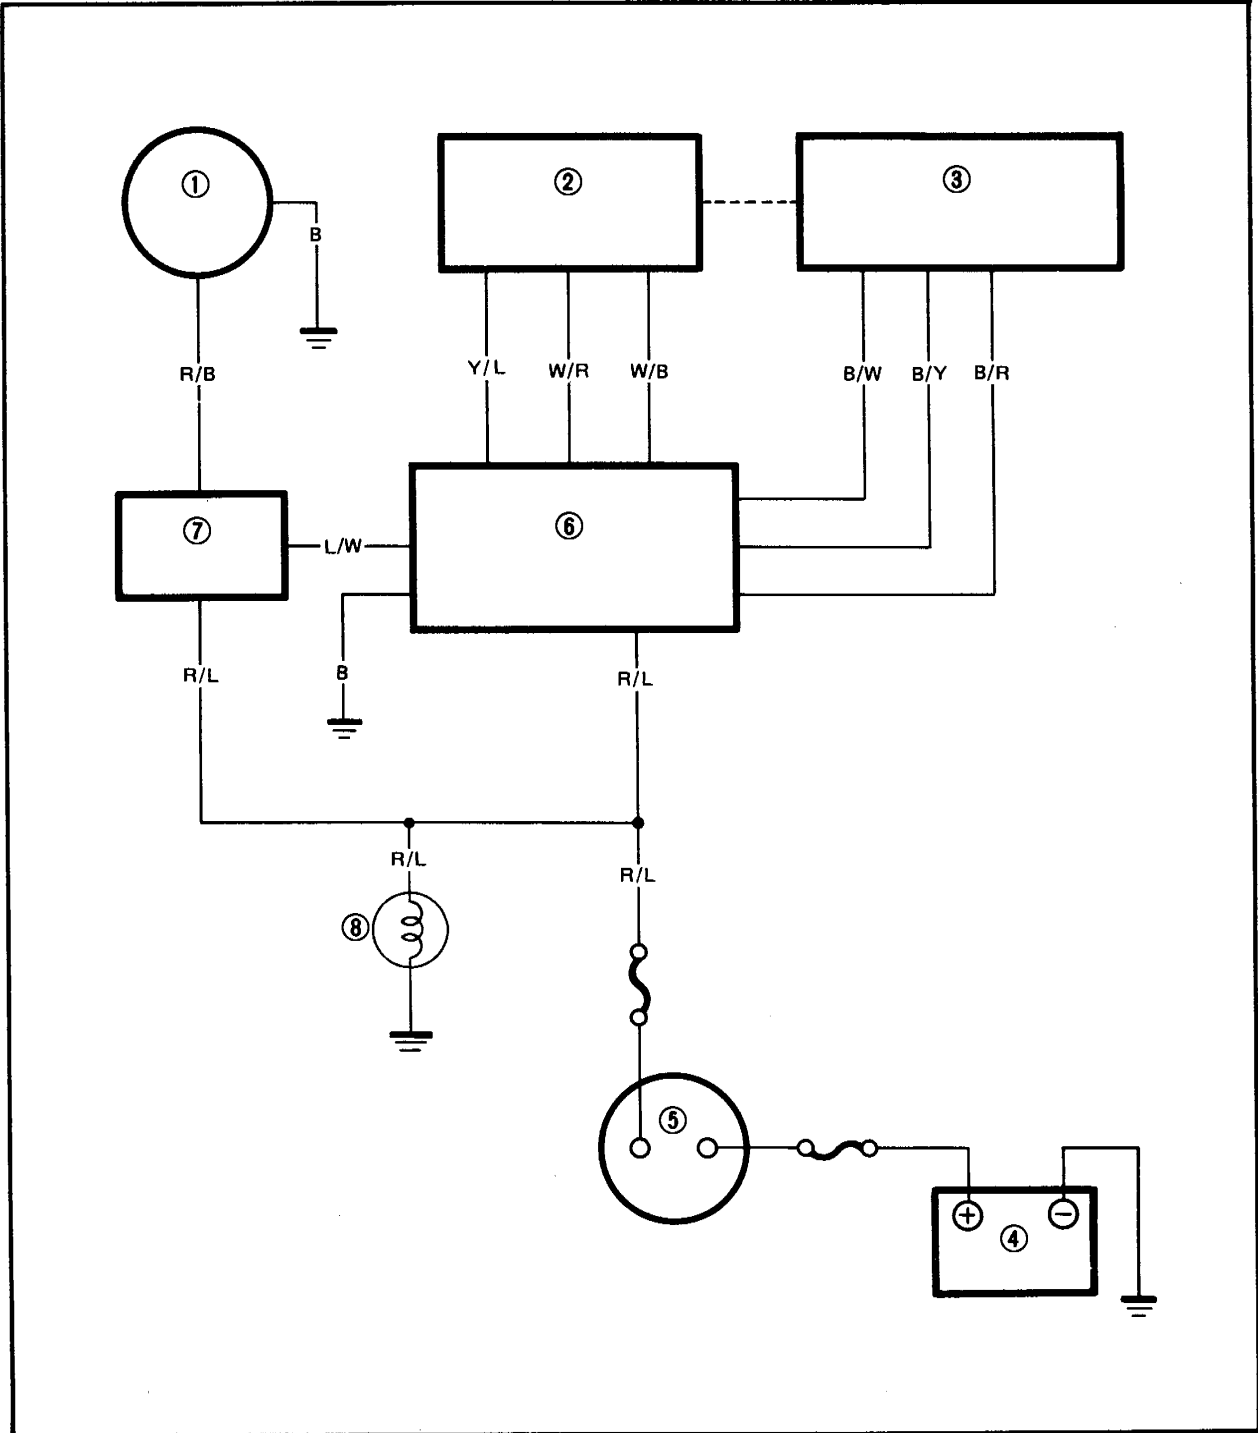 ①
②
③
B
R/B
Y/L
W/R
W/B
B/W
B/Y
B/R
⑦
⑥
L/W
R/L
B
R/L
R/L
R/L
⑧
⑤
+
−
④